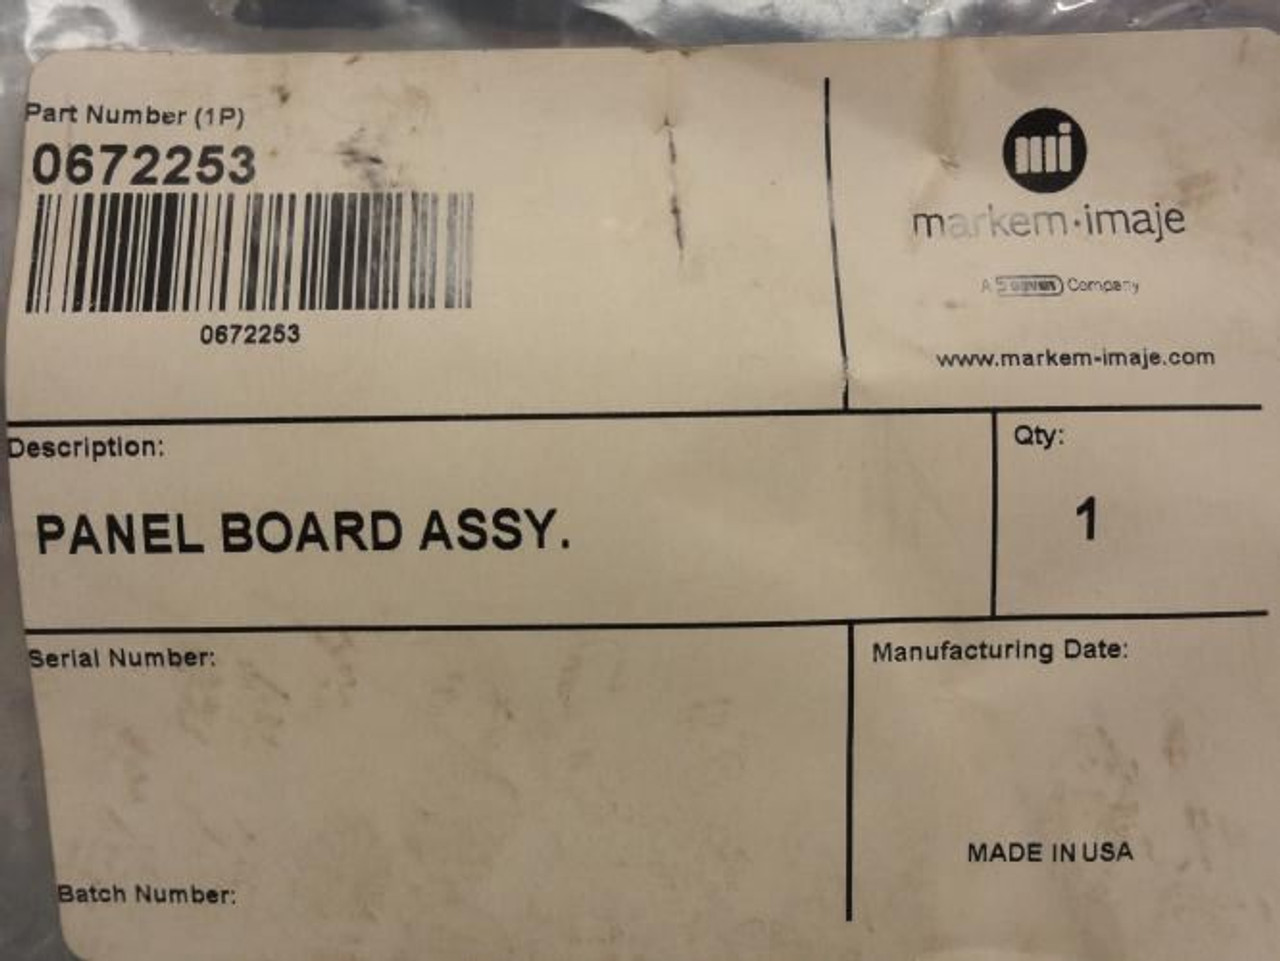 Part Number (1P)
0672253
0672253
mi
markem·imaje
A Company
www.markem-imaje.com
Description:
PANEL BOARD ASSY.
Qty:
1
Serial Number:
Manufacturing Date:
MADE IN USA
Batch Number: